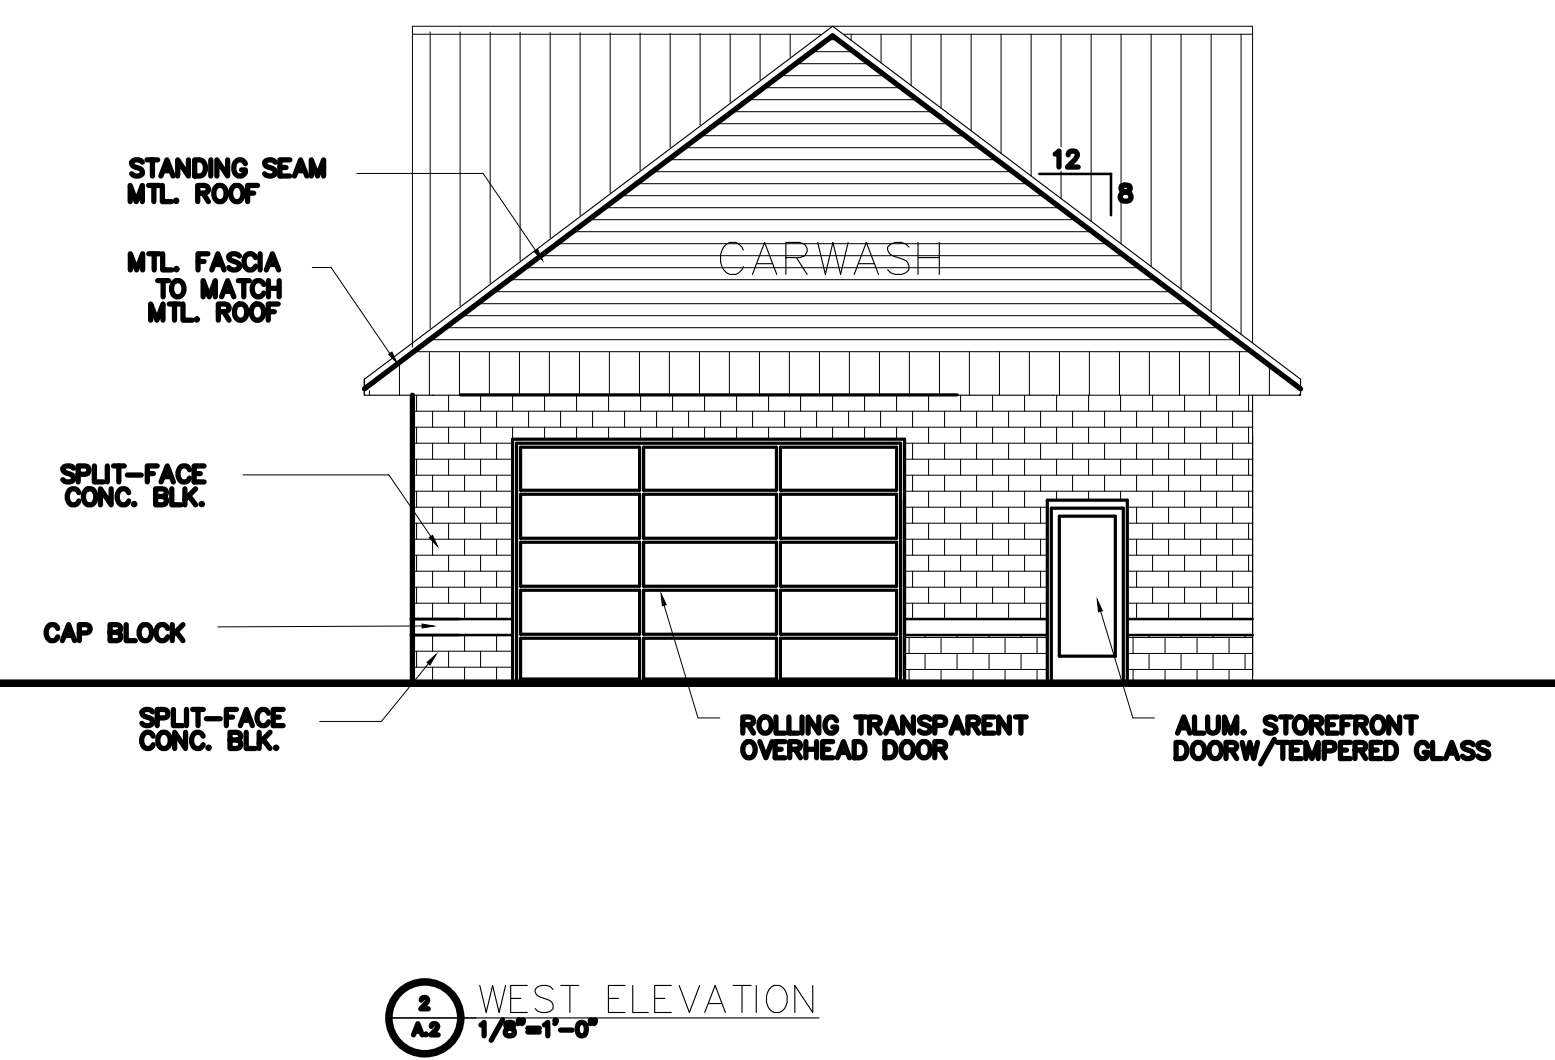 12
8
STANDING SEAM
MTL. ROOF
MTL. FASCIA
TO MATCH
MTL. ROOF
CARWASH
SPLIT-FACE
CONC. BLK.
CAP BLOCK
SPLIT-FACE
CONC. BLK.
ROLLING TRANSPARENT
OVERHEAD DOOR
ALUM. STOREFRONT
DOORW/TEMPERED GLASS
2
A.2
WEST ELEVATION
1/8"=1'-0"